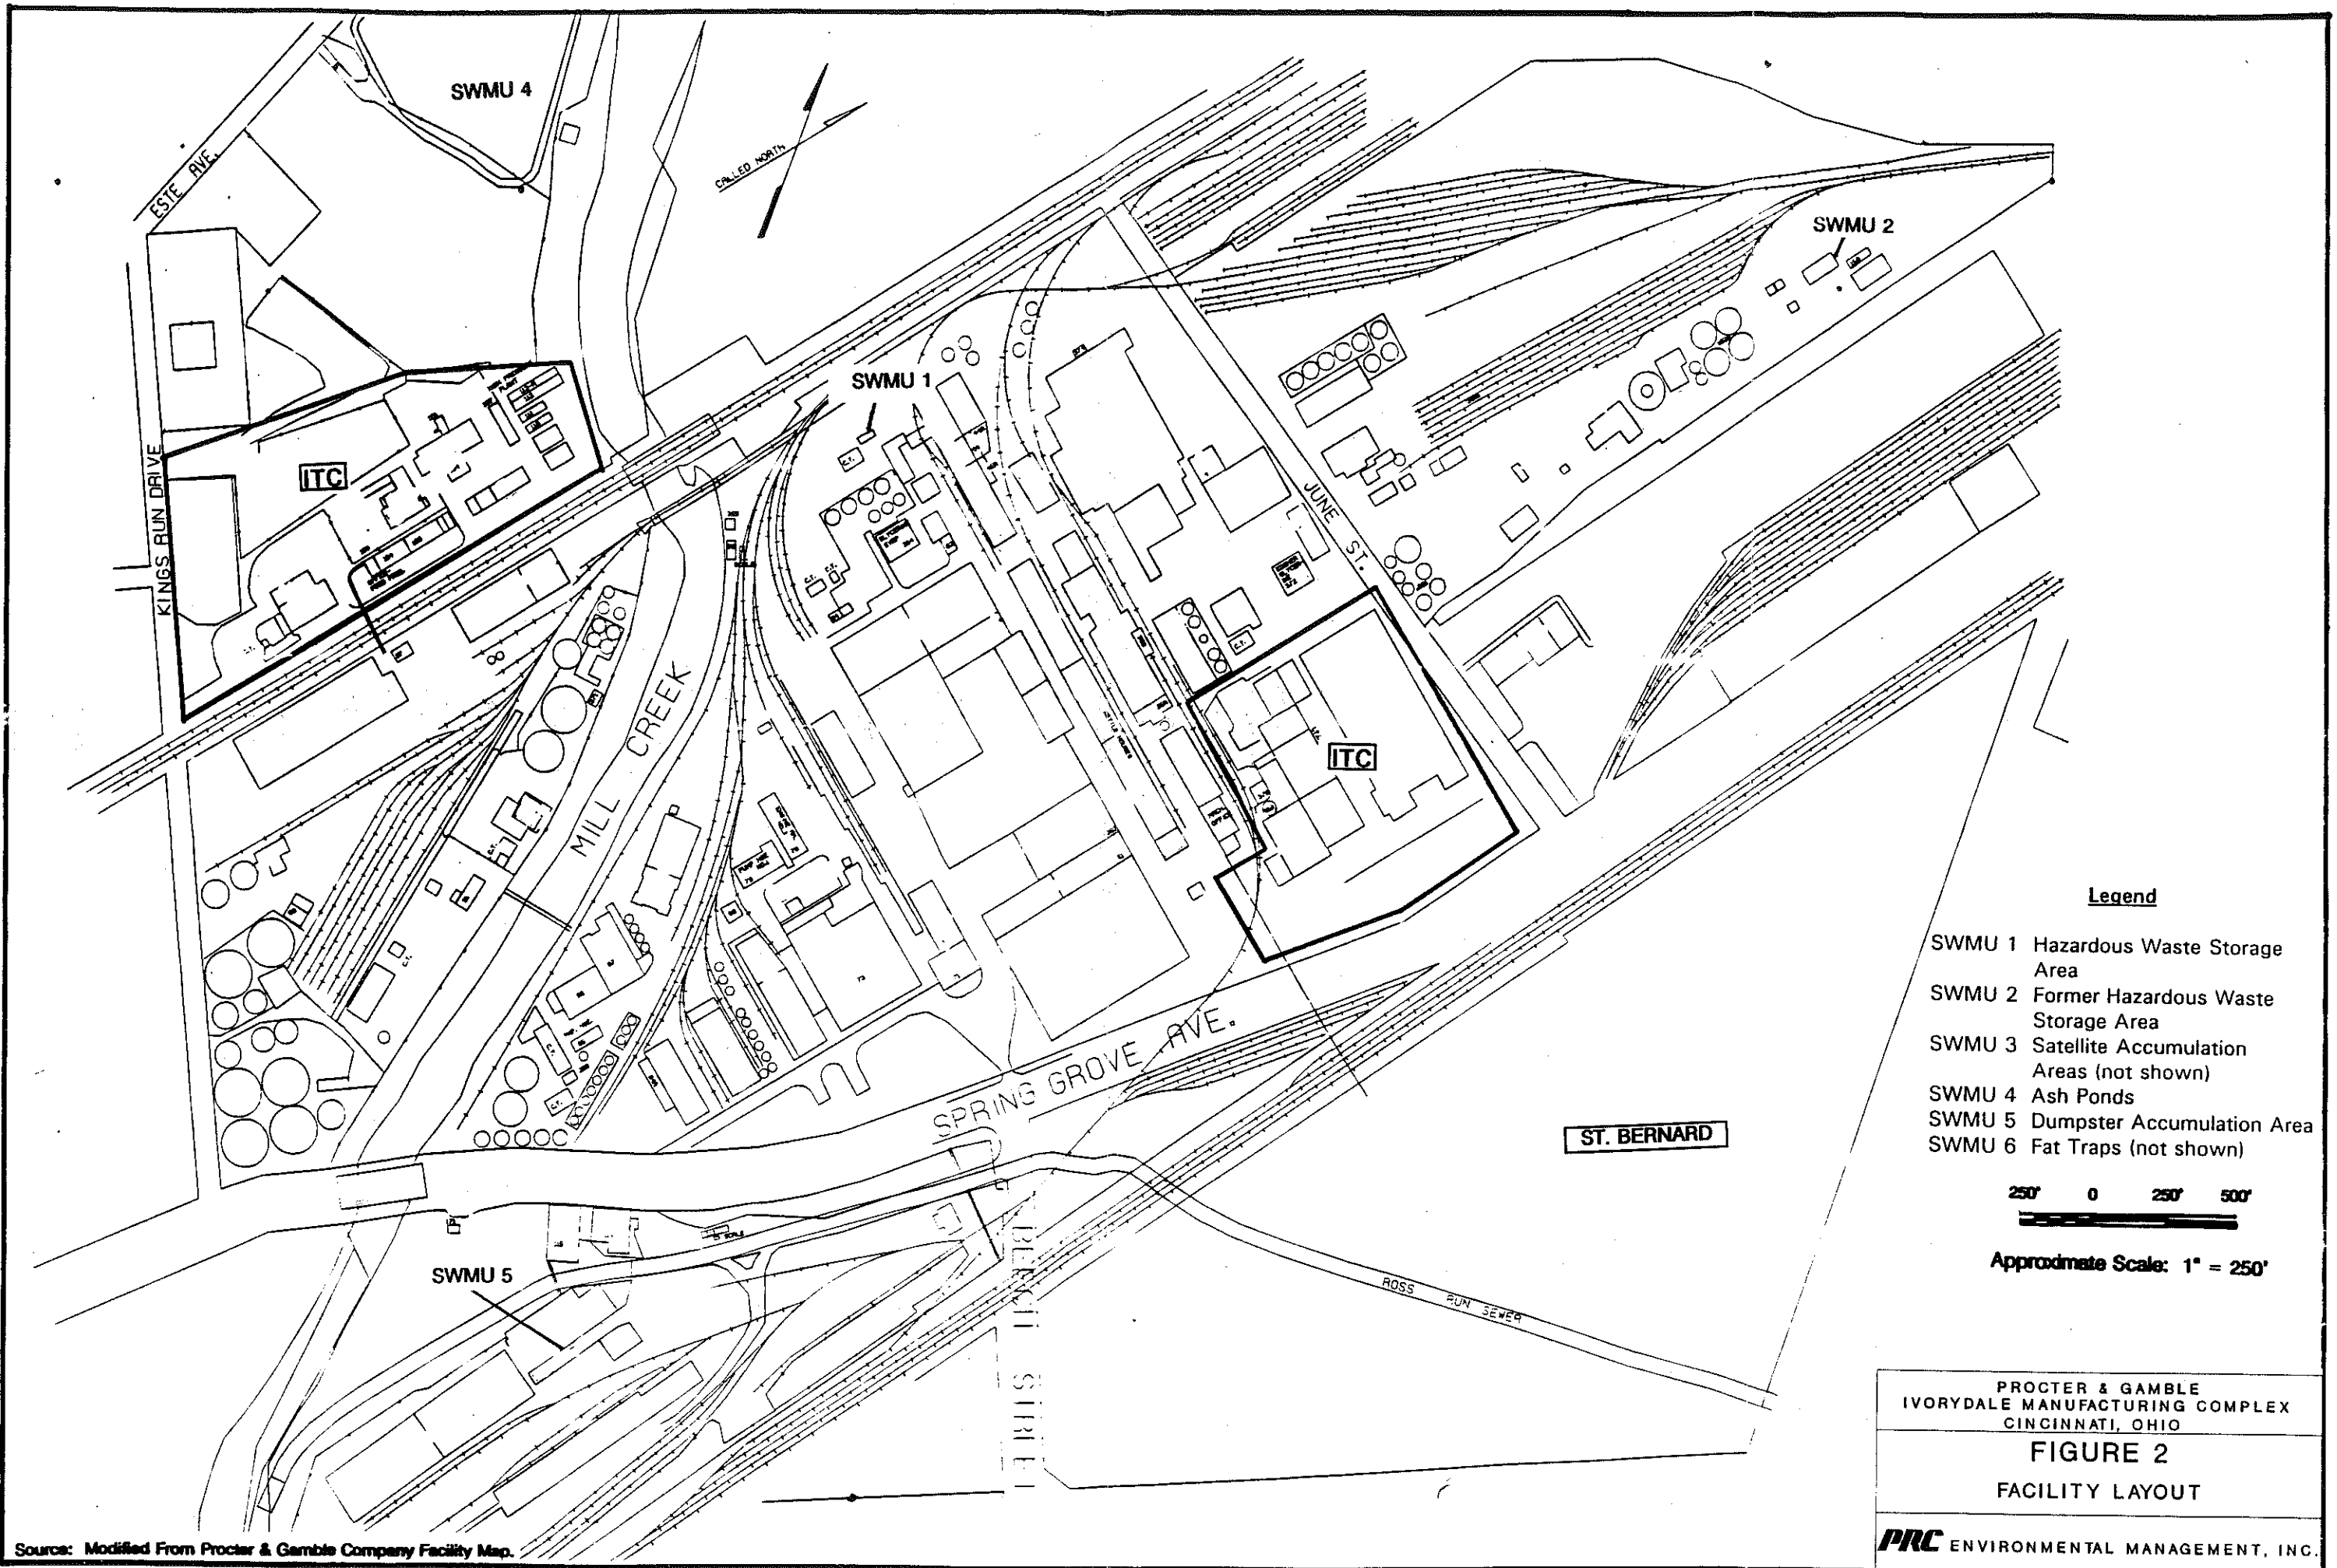 SWMU 4
CALLED NORTH
ESTE AVE.
SWMU 2
SWMU 1
ITC
KINGS RUN DRIVE
JUNE ST.
MILL CREEK
ITC
SPRING GROVE AVE.
ST. BERNARD
SWMU 5
ROSS RUN SEWER
STREET
Legend
SWMU 1 Hazardous Waste Storage
Area
SWMU 2 Former Hazardous Waste
Storage Area
SWMU 3 Satellite Accumulation
Areas (not shown)
SWMU 4 Ash Ponds
SWMU 5 Dumpster Accumulation Area
SWMU 6 Fat Traps (not shown)
250' 0 250' 500'
Approximate Scale: 1" = 250'
PROCTER & GAMBLE
IVORYDALE MANUFACTURING COMPLEX
CINCINNATI, OHIO
FIGURE 2
FACILITY LAYOUT
PRC ENVIRONMENTAL MANAGEMENT, INC.
Source: Modified From Procter & Gamble Company Facility Map.